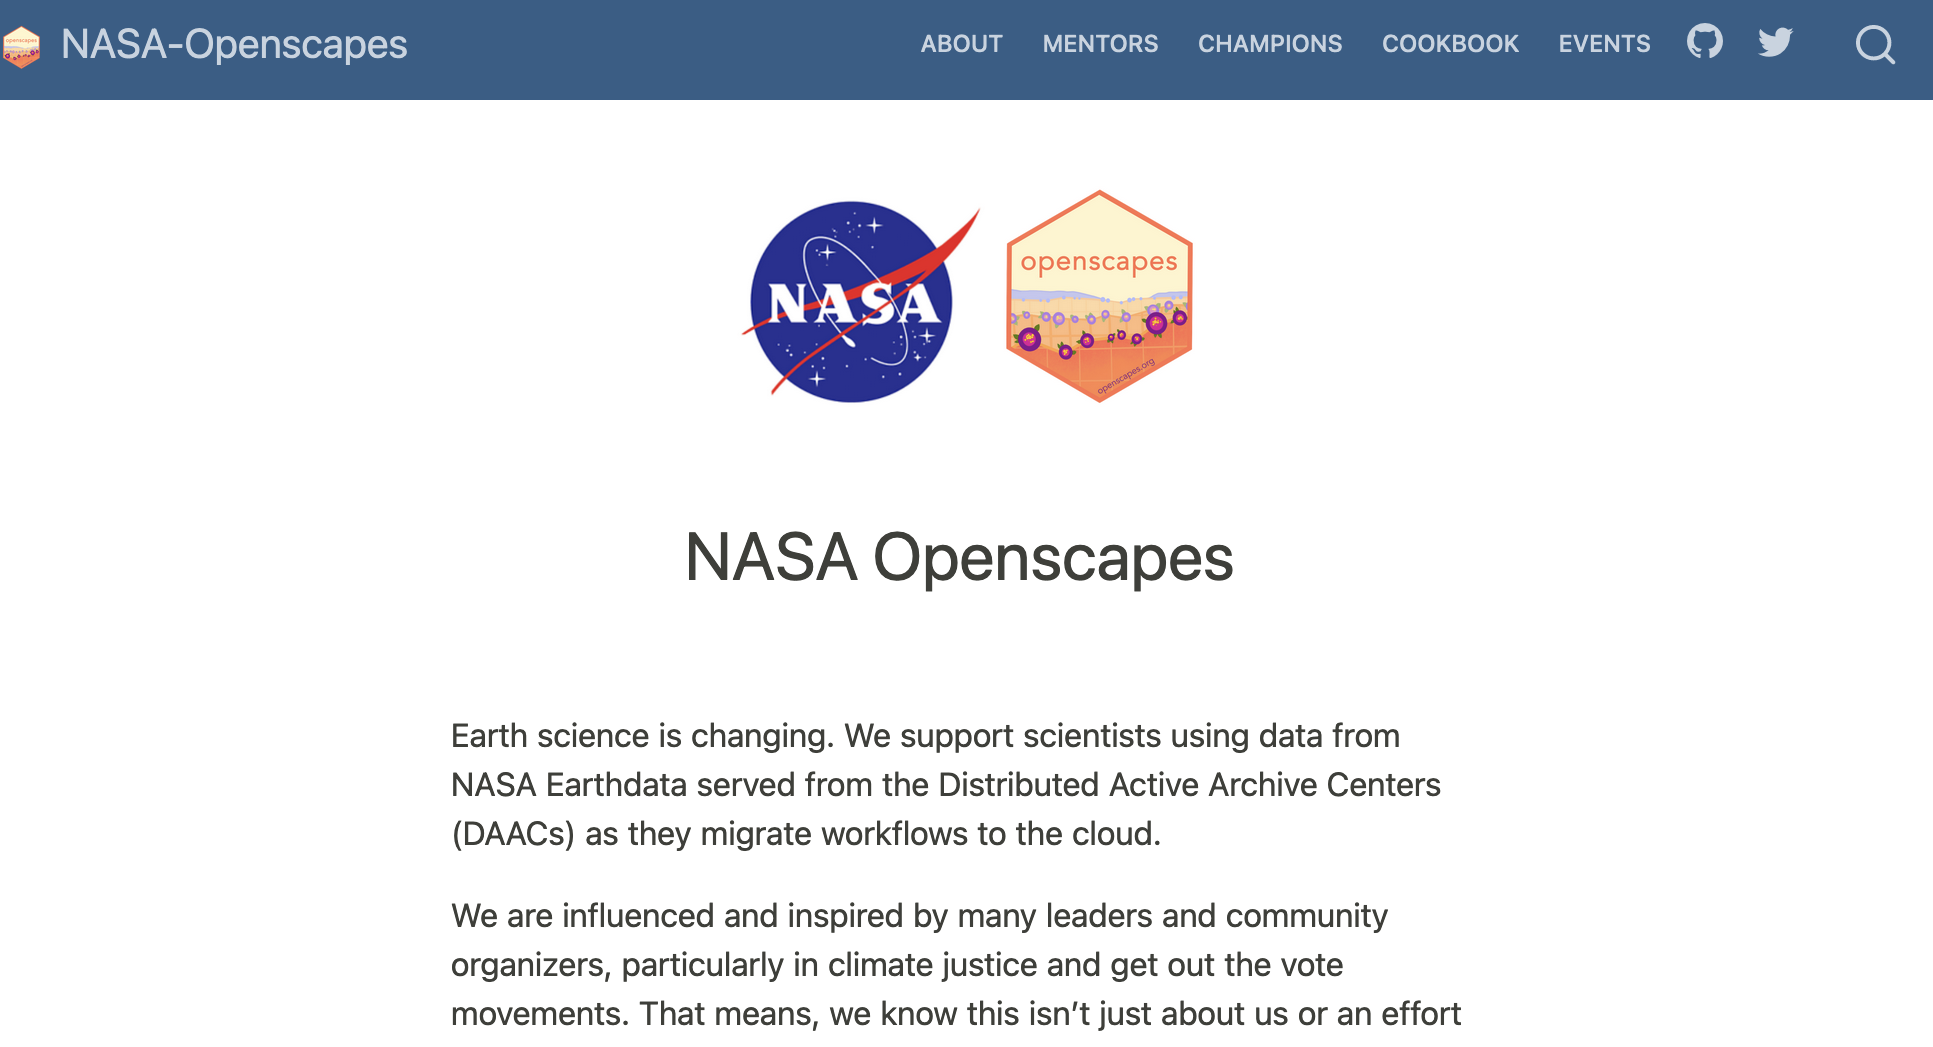 NASA-Openscapes
ABOUT MENTORS CHAMPIONS COOKBOOK EVENTS
NASA
openscapes
openscapes.org
NASA Openscapes
Earth science is changing. We support scientists using data from
NASA Earthdata served from the Distributed Active Archive Centers
(DAACs) as they migrate workflows to the cloud.
We are influenced and inspired by many leaders and community
organizers, particularly in climate justice and get out the vote
movements. That means, we know this isn’t just about us or an effort